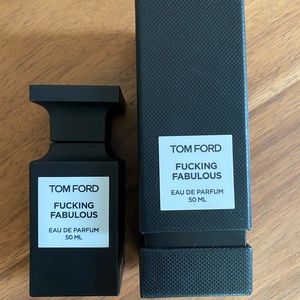 TOM FORD
FUCKING
FABULOUS
EAU DE PARFUM
50 ML
TOM FORD
FUCKING
FABULOUS
EAU DE PARFUM
50 ML